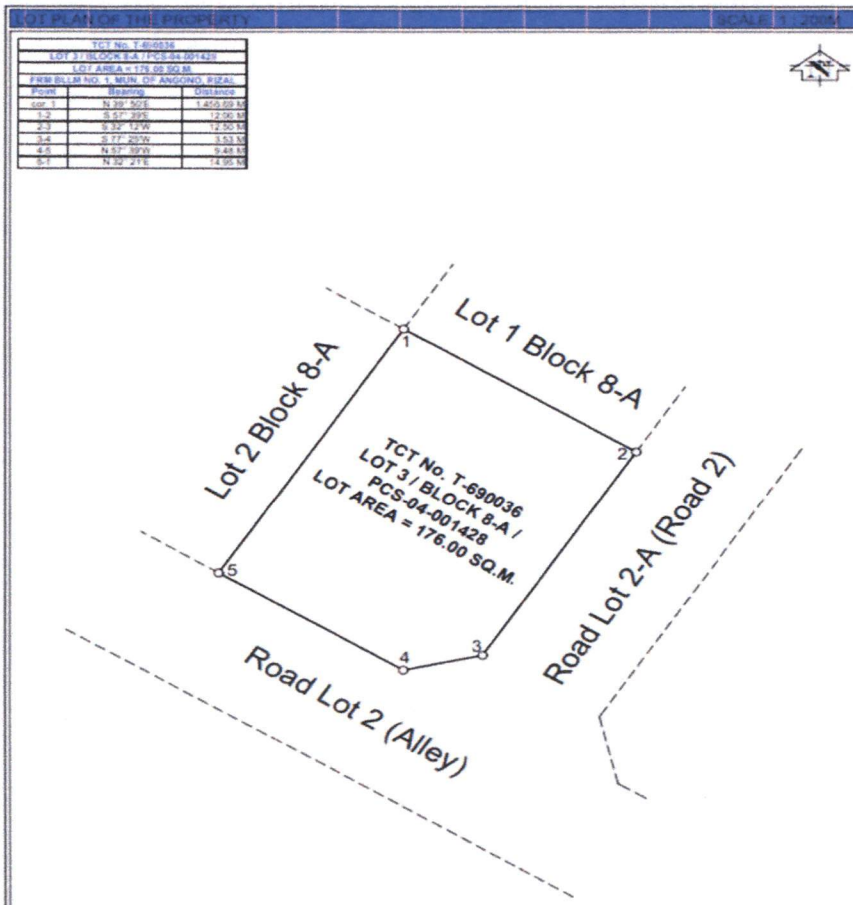 LOT PLAN OF THE PROPERTY
SCALE 1 : 200M
TCT No. T-690036
LOT 3 / BLOCK 8-A / PCS-04-001428
LOT AREA = 176.00 SQ.M.
FRM BLLM NO. 1, MUN. OF ANGONO, RIZAL
Point Bearing Distance
cor. 1 N 39° 50'E
1-2 S 57° 39'E 12.00 M
2-3 S 32° 12'W 12.50 M
3-4 S 77° 25'W 3.53 M
4-5 N 57° 39'W 9.48 M
5-1 N 32° 21'E 14.95 M
N
Lot 1 Block 8-A
Lot 2 Block 8-A
1
2
TCT No. T-690036
LOT 3 / BLOCK 8-A /
PCS-04-001428
LOT AREA = 176.00 SQ.M.
Road Lot 2-A (Road 2)
5
3
4
Road Lot 2 (Alley)